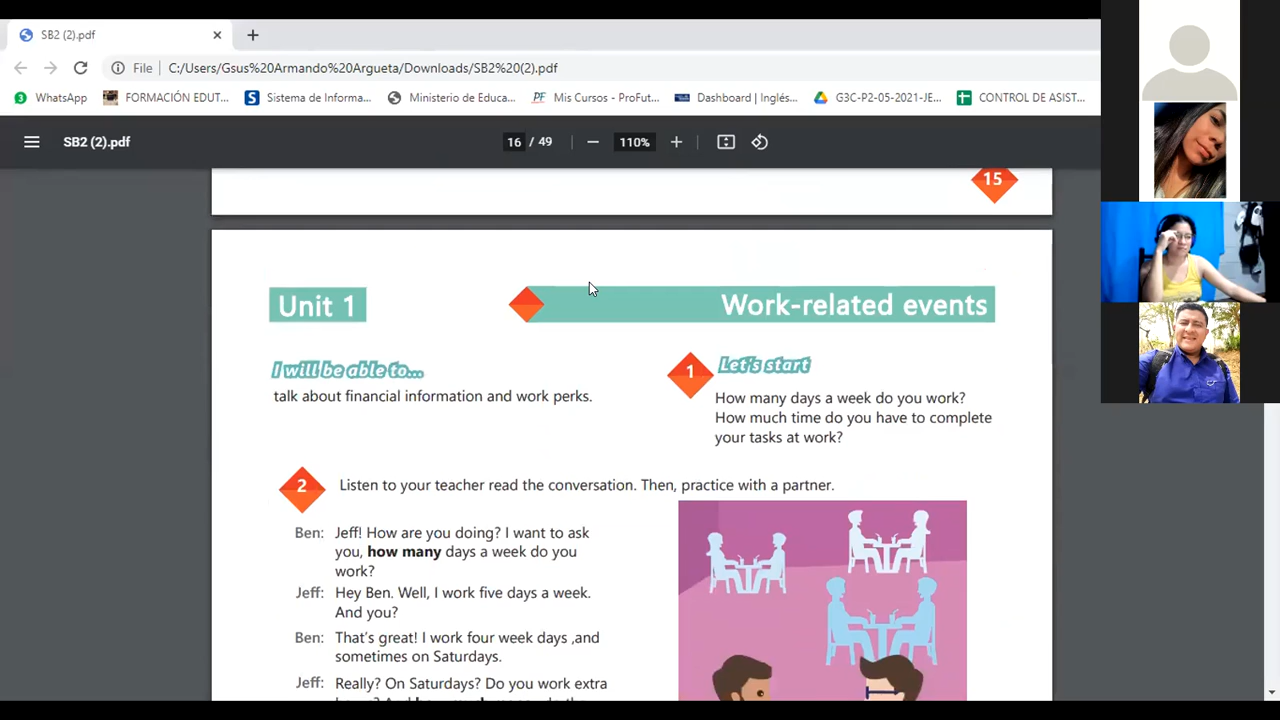 SB2 (2).pdf
File
C:/Users/Gsus%20Armando%20Argueta/Downloads/SB2%20(2).pdf
3 WhatsApp
FORMACIÓN EDUT...
S Sistema de Informa...
Ministerio de Educa...
PF Mis Cursos - ProFut...
Dashboard | Inglés...
G3C-P2-05-2021-JE...
CONTROL DE ASIST...
SB2 (2).pdf
16 / 49
110%
15
Unit 1
Work-related events
I will be able to...
talk about financial information and work perks.
1
Let's start
How many days a week do you work?
How much time do you have to complete
your tasks at work?
2
Listen to your teacher read the conversation. Then, practice with a partner.
Ben: Jeff! How are you doing? I want to ask
you, how many days a week do you
work?
Jeff: Hey Ben. Well, I work five days a week.
And you?
Ben: That's great! I work four week days ,and
sometimes on Saturdays.
Jeff: Really? On Saturdays? Do you work extra